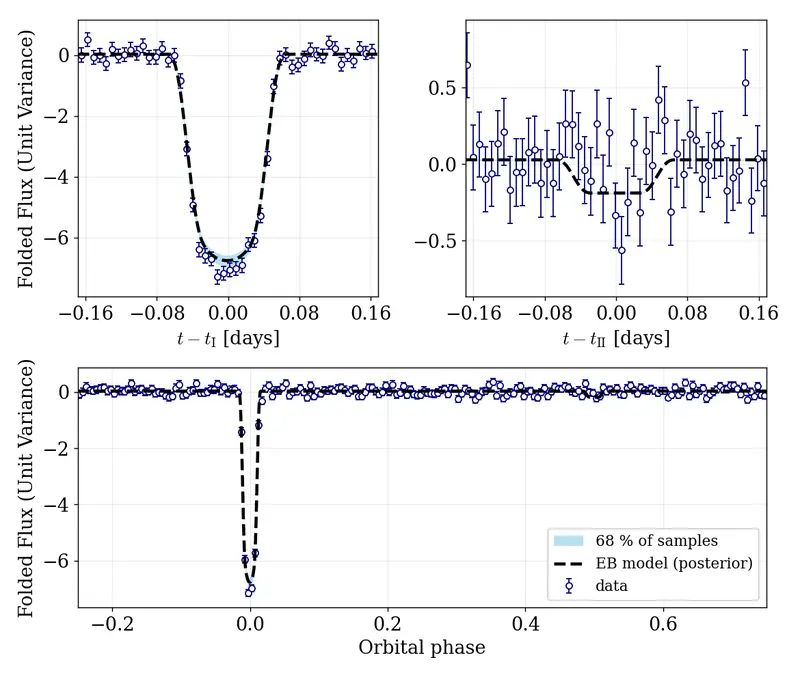 Folded Flux (Unit Variance)
0
−2
−4
−6
−0.16 −0.08 0.00 0.08 0.16
t − t_I [days]
0.5
0.0
−0.5
−0.16 −0.08 0.00 0.08 0.16
t − t_II [days]
Folded Flux (Unit Variance)
0
−2
−4
−6
68 % of samples
EB model (posterior)
data
−0.2 0.0 0.2 0.4 0.6
Orbital phase